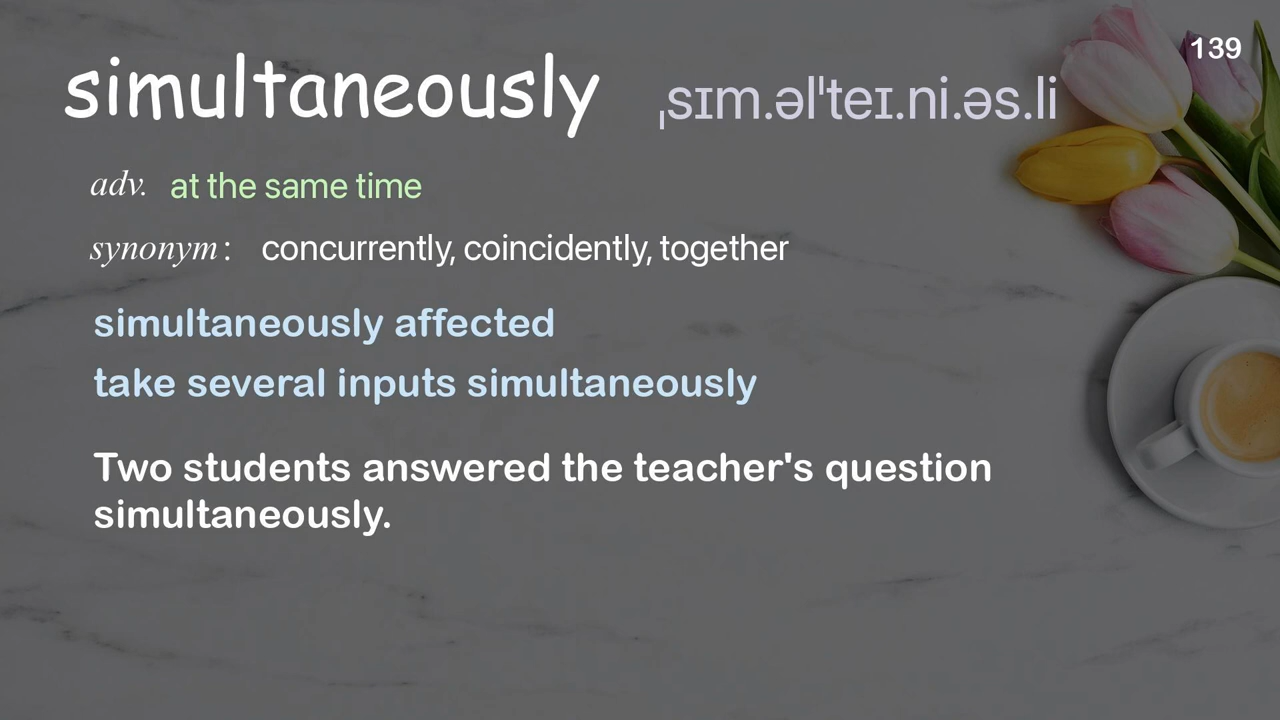 139
simultaneously ˌsɪm.əlˈteɪ.ni.əs.li
adv. at the same time
synonym: concurrently, coincidently, together
simultaneously affected
take several inputs simultaneously
Two students answered the teacher's question
simultaneously.